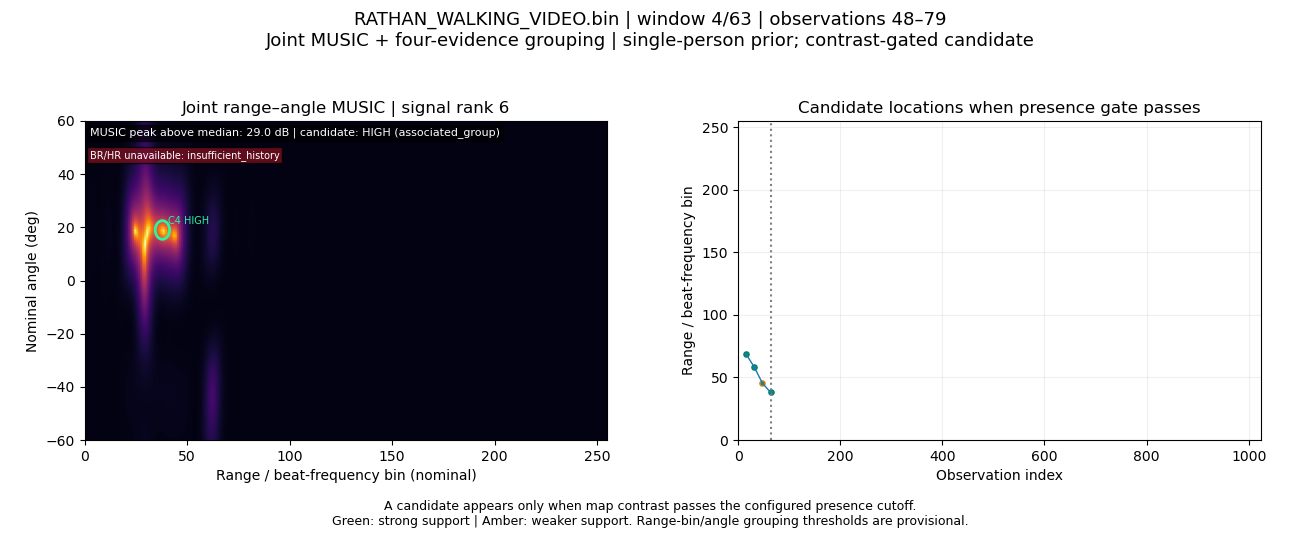 RATHAN_WALKING_VIDEO.bin | window 4/63 | observations 48–79
Joint MUSIC + four-evidence grouping | single-person prior; contrast-gated candidate
Joint range–angle MUSIC | signal rank 6
MUSIC peak above median: 29.0 dB | candidate: HIGH (associated_group)
BR/HR unavailable: insufficient_history
C4 HIGH
60
40
20
0
−20
−40
−60
Nominal angle (deg)
0
50
100
150
200
250
Range / beat-frequency bin (nominal)
Candidate locations when presence gate passes
250
200
150
100
50
0
Range / beat-frequency bin
0
200
400
600
800
1000
Observation index
A candidate appears only when map contrast passes the configured presence cutoff.
Green: strong support | Amber: weaker support. Range-bin/angle grouping thresholds are provisional.